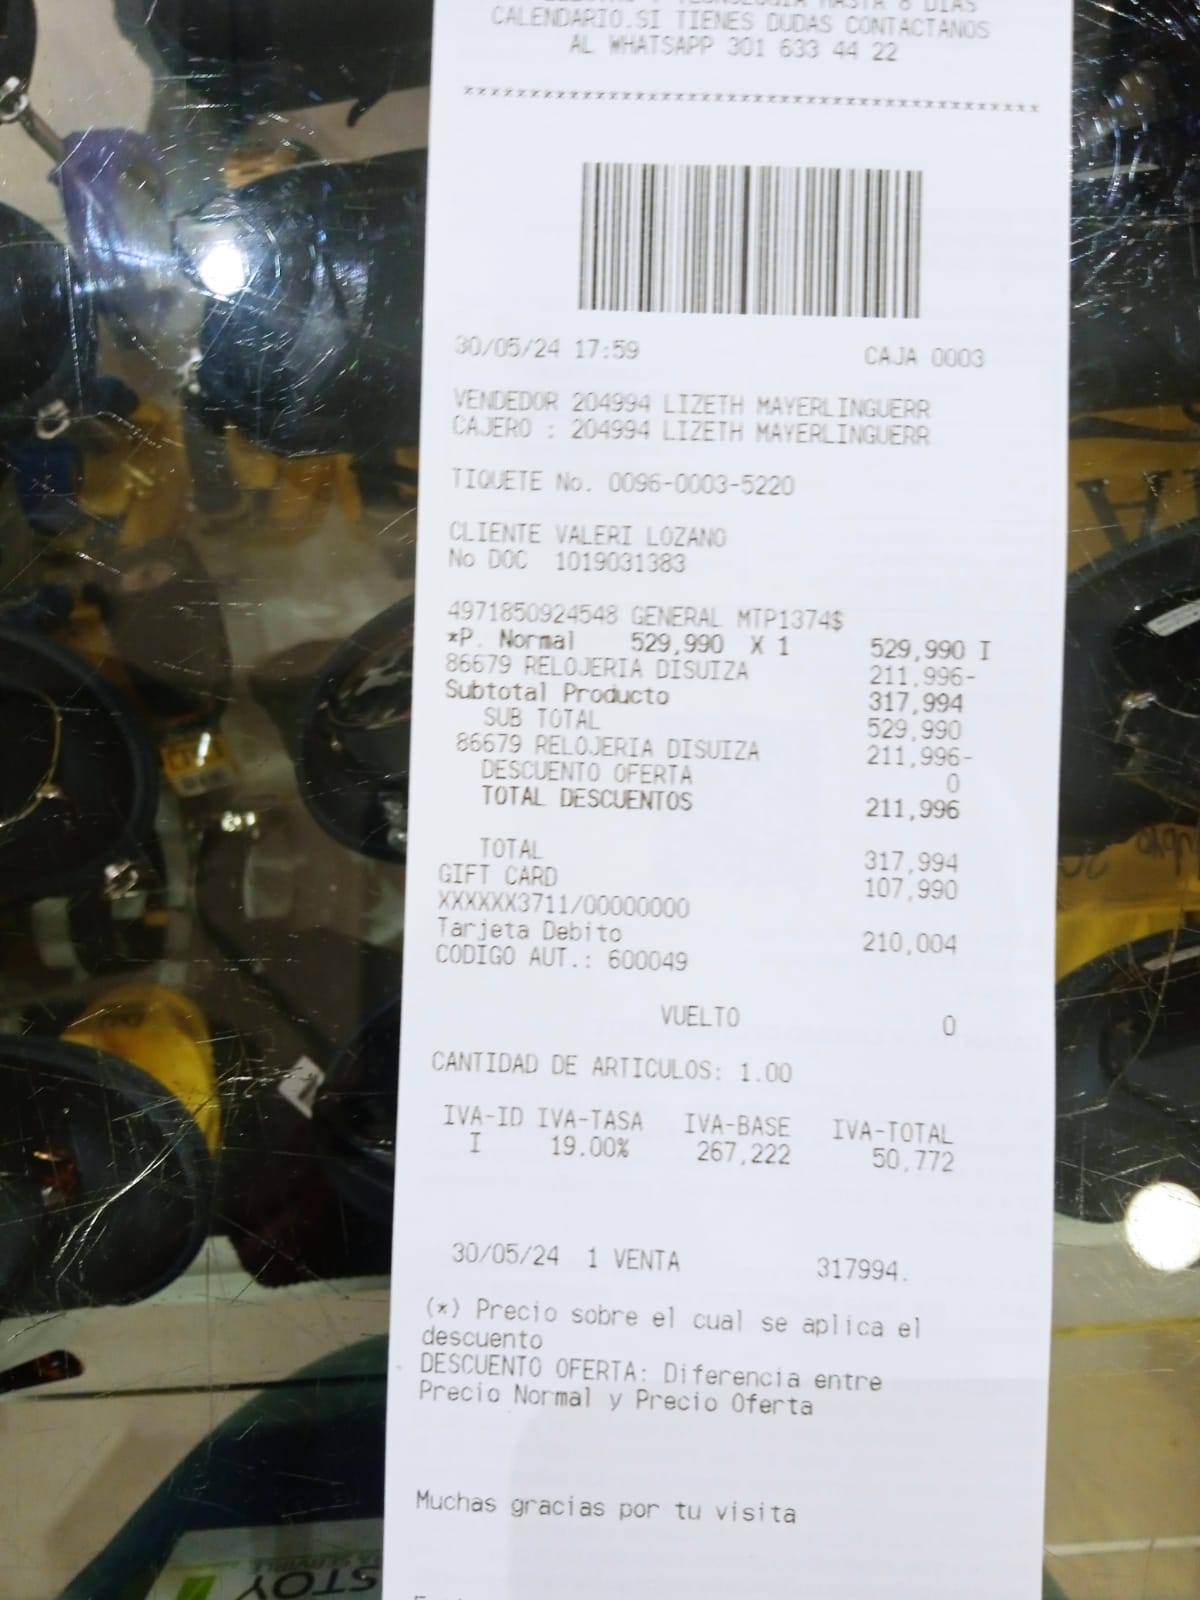 TECNOLOGIA HASTA 8 DIAS
CALENDARIO.SI TIENES DUDAS CONTACTANOS
AL WHATSAPP 301 633 44 22
30/05/24 17:59 CAJA 0003
VENDEDOR 204994 LIZETH MAYERLINGUERR
CAJERO : 204994 LIZETH MAYERLINGUERR
TIQUETE No. 0096-0003-5220
CLIENTE VALERI LOZANO
No DOC 1019031383
4971850924548 GENERAL MTP1374$
*P. Normal 529,990 X 1 529,990 I
86679 RELOJERIA DISUIZA 211,996-
Subtotal Producto 317,994
SUB TOTAL 529,990
86679 RELOJERIA DISUIZA 211,996-
DESCUENTO OFERTA 0
TOTAL DESCUENTOS 211,996
TOTAL 317,994
GIFT CARD 107,990
XXXXXX3711/00000000
Tarjeta Debito 210,004
CODIGO AUT.: 600049
VUELTO 0
CANTIDAD DE ARTICULOS: 1.00
IVA-ID IVA-TASA IVA-BASE IVA-TOTAL
I 19.00% 267,222 50,772
30/05/24 1 VENTA 317994.
(*) Precio sobre el cual se aplica el
descuento
DESCUENTO OFERTA: Diferencia entre
Precio Normal y Precio Oferta
Muchas gracias por tu visita